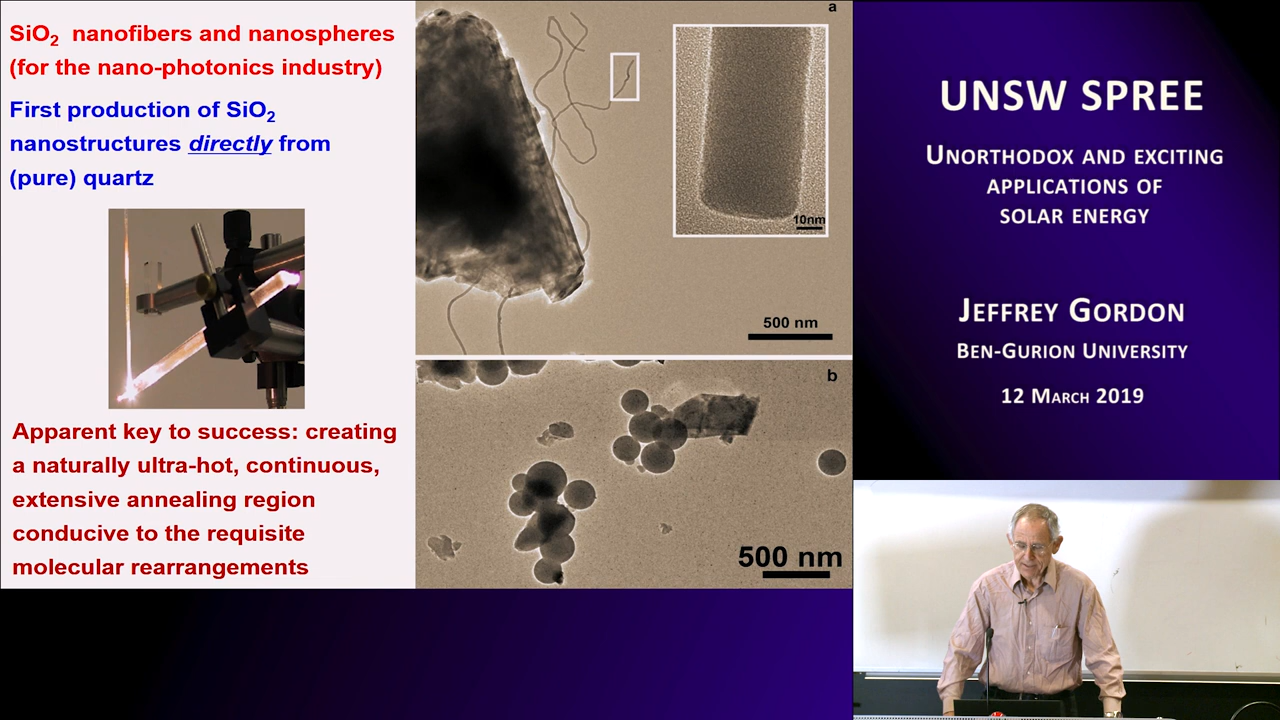 SiO2 nanofibers and nanospheres
(for the nano-photonics industry)
First production of SiO2
nanostructures directly from
(pure) quartz
Apparent key to success: creating
a naturally ultra-hot, continuous,
extensive annealing region
conducive to the requisite
molecular rearrangements
a
10nm
500 nm
b
500 nm
UNSW SPREE
UNORTHODOX AND EXCITING
APPLICATIONS OF
SOLAR ENERGY
JEFFREY GORDON
BEN-GURION UNIVERSITY
12 MARCH 2019